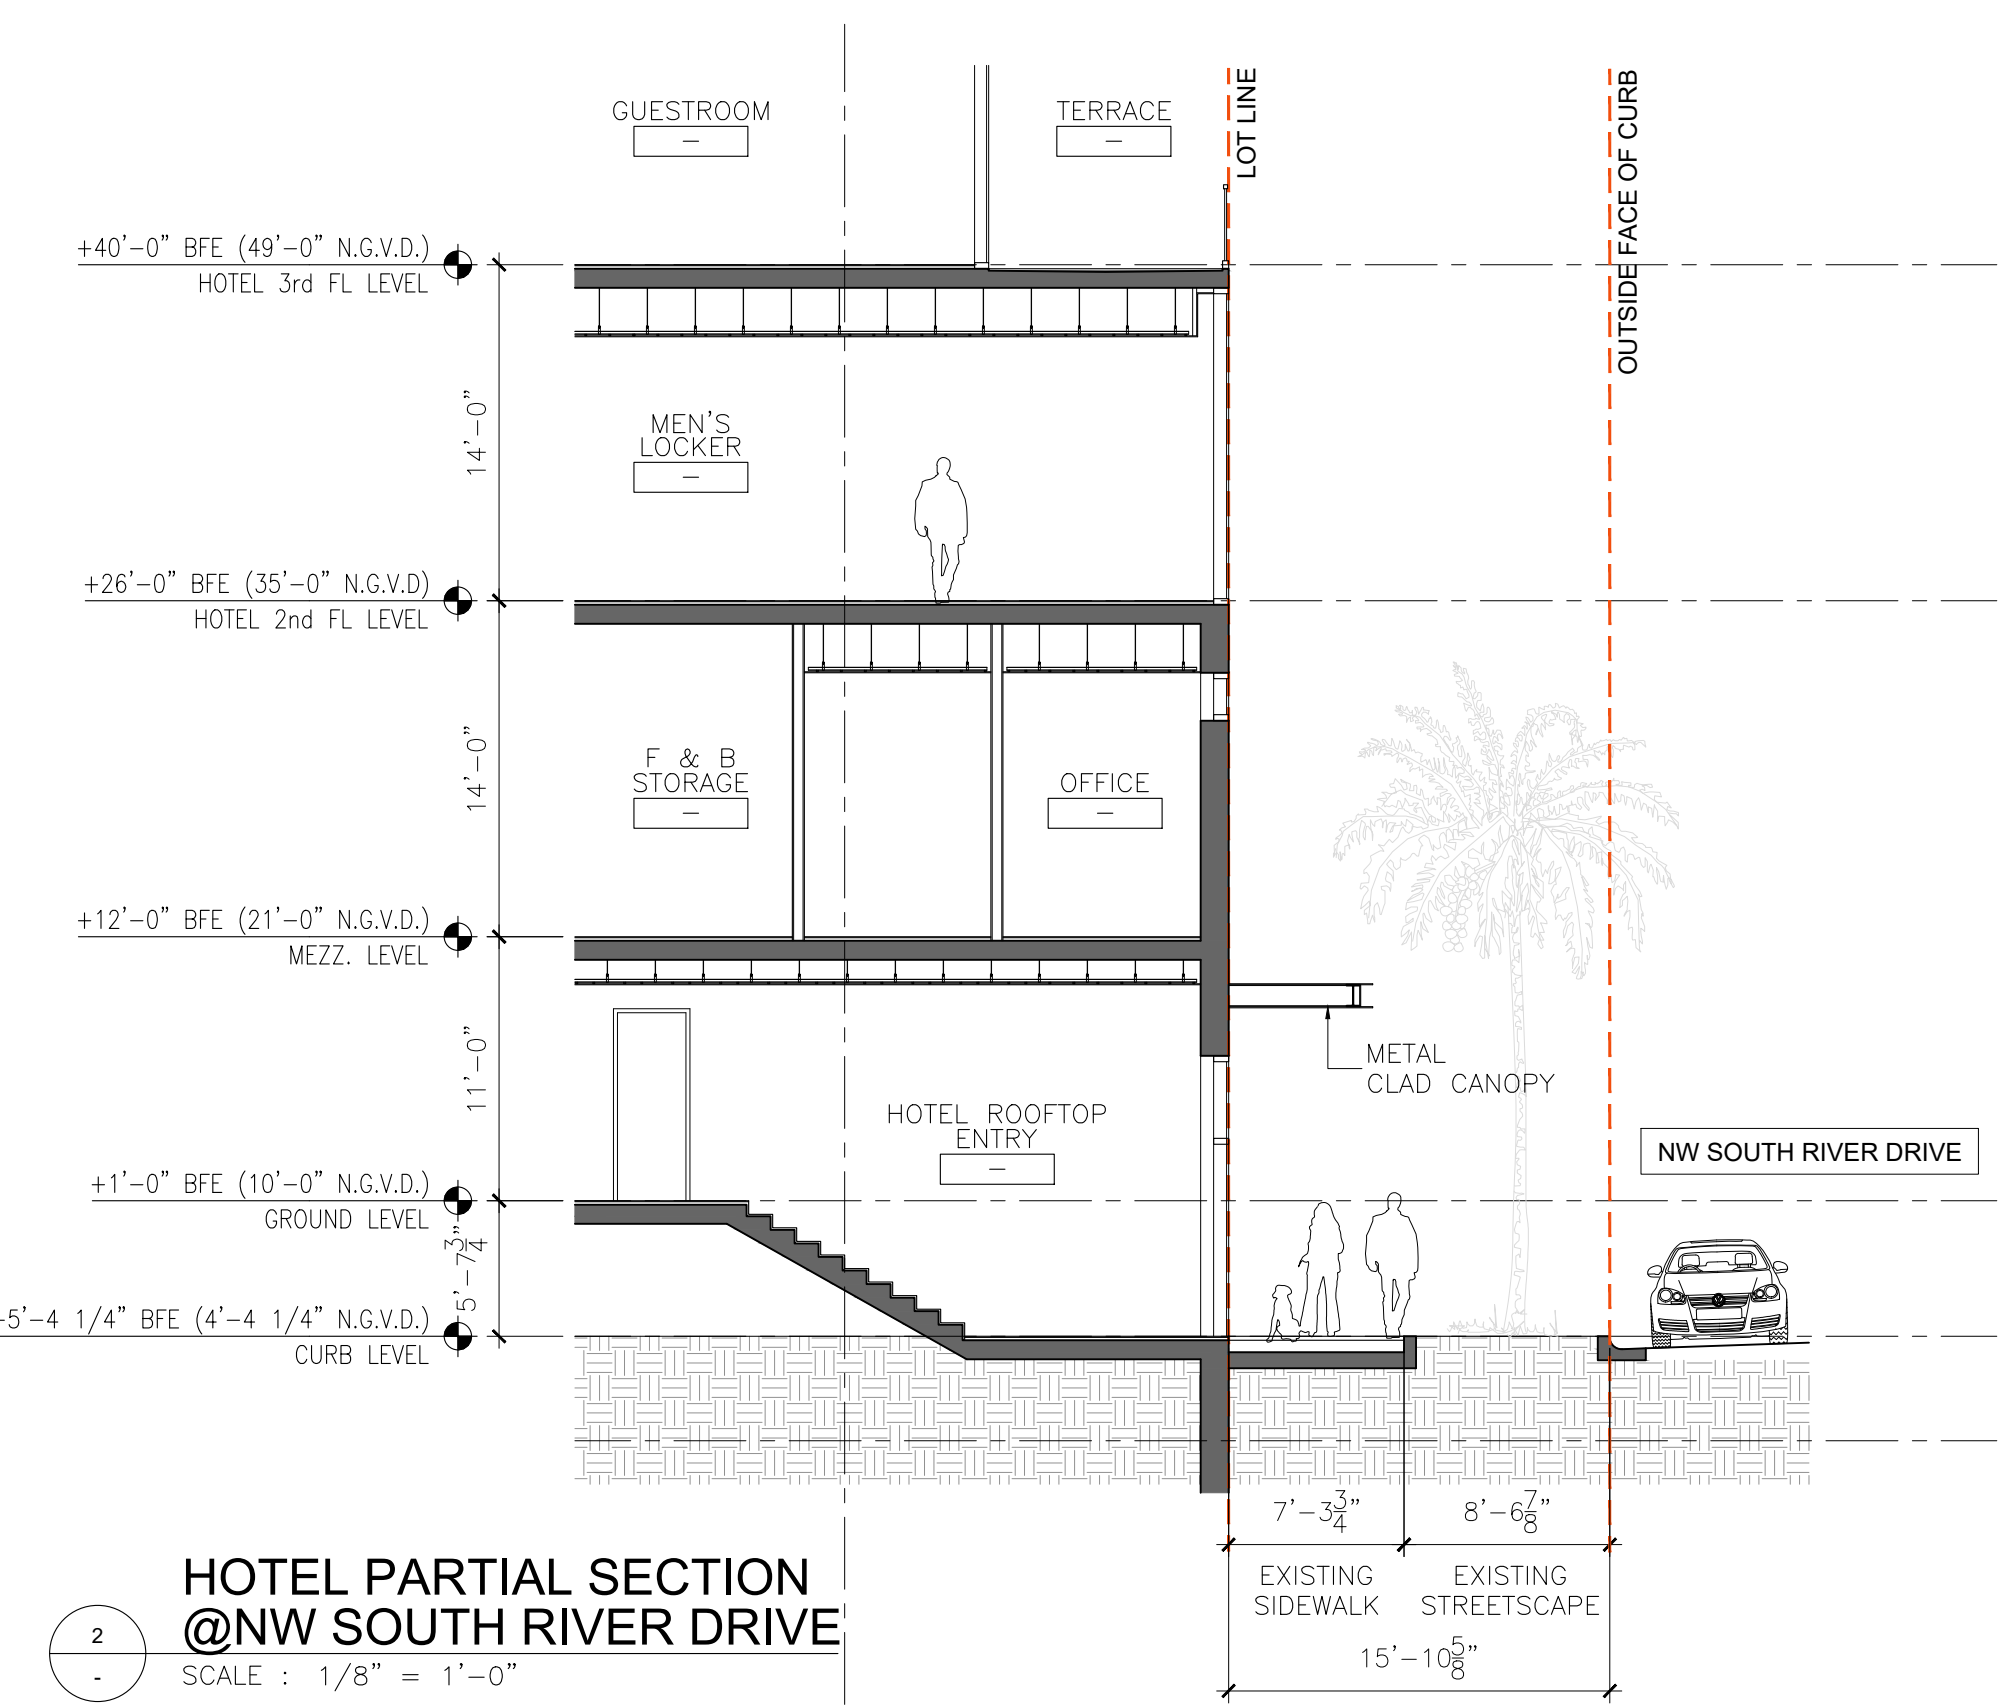 GUESTROOM
–
TERRACE
–
LOT LINE
OUTSIDE FACE OF CURB
+40'–0" BFE (49'–0" N.G.V.D.)
HOTEL 3rd FL LEVEL
14'–0"
MEN'S
LOCKER
–
+26'–0" BFE (35'–0" N.G.V.D)
HOTEL 2nd FL LEVEL
14'–0"
F & B
STORAGE
–
OFFICE
–
+12'–0" BFE (21'–0" N.G.V.D.)
MEZZ. LEVEL
11'–0"
METAL
CLAD CANOPY
HOTEL ROOFTOP
ENTRY
–
NW SOUTH RIVER DRIVE
+1'–0" BFE (10'–0" N.G.V.D.)
GROUND LEVEL
5'–7 3/4"
-5'–4 1/4" BFE (4'–4 1/4" N.G.V.D.)
CURB LEVEL
7'–3 3/4"
8'–6 7/8"
EXISTING
SIDEWALK
EXISTING
STREETSCAPE
15'–10 5/8"
HOTEL PARTIAL SECTION
@NW SOUTH RIVER DRIVE
2
-
SCALE : 1/8" = 1'–0"